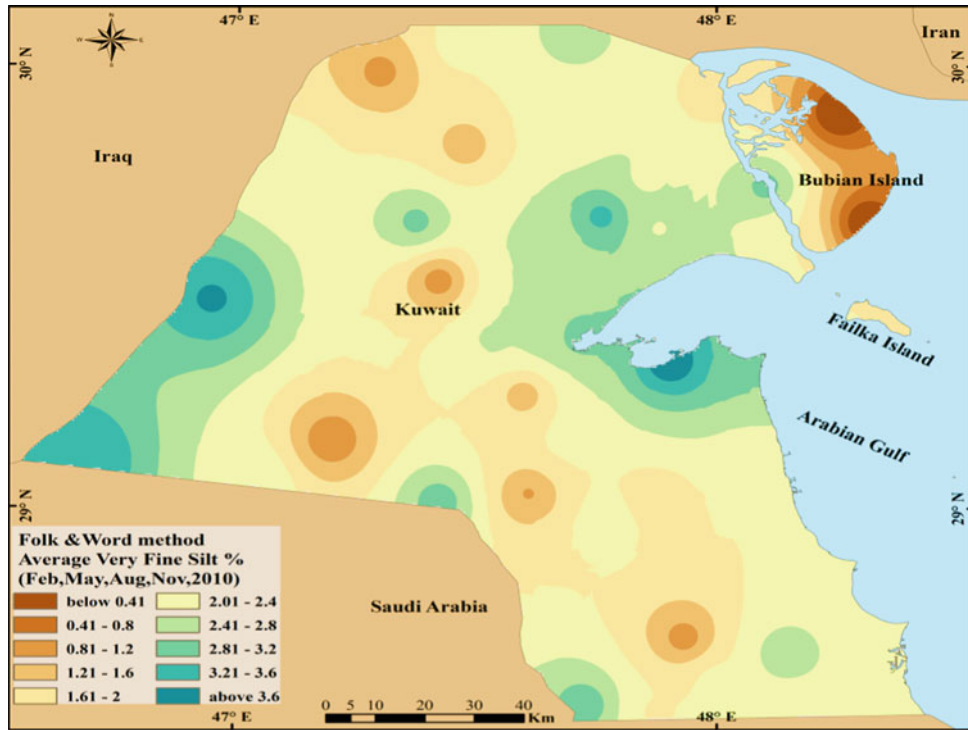 47° E
48° E
Iran
N
W
E
S
30° N
30° N
Iraq
Bubian Island
Kuwait
Failka Island
Arabian Gulf
29° N
29° N
Folk & Word method
Average Very Fine Silt %
(Feb,May,Aug,Nov,2010)
below 0.41
0.41 - 0.8
0.81 - 1.2
1.21 - 1.6
1.61 - 2
2.01 - 2.4
2.41 - 2.8
2.81 - 3.2
3.21 - 3.6
above 3.6
Saudi Arabia
0 5 10 20 30 40
Km
47° E
48° E